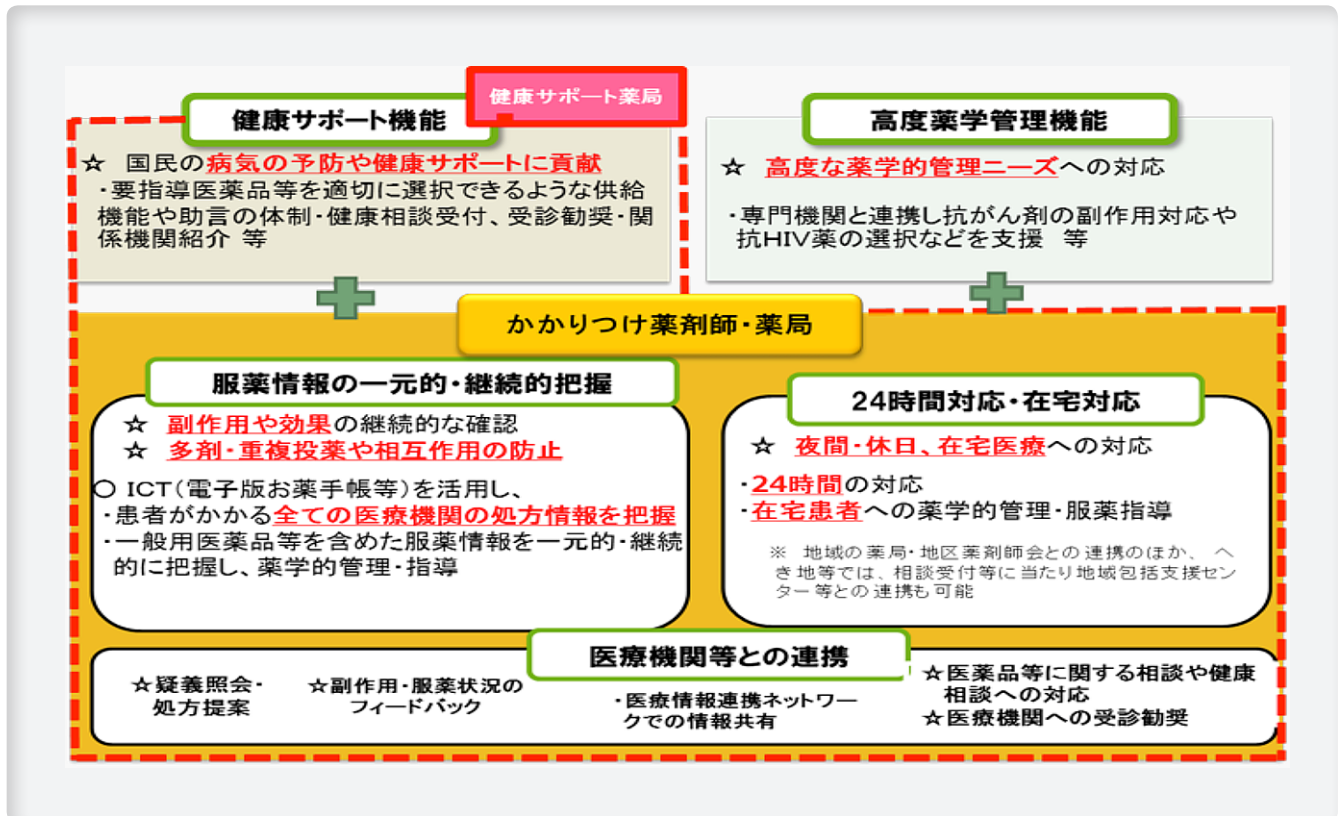 健康サポート薬局
健康サポート機能
☆ 国民の病気の予防や健康サポートに貢献
・要指導医薬品等を適切に選択できるような供給
機能や助言の体制・健康相談受付、受診勧奨・関
係機関紹介 等
高度薬学管理機能
☆ 高度な薬学的管理ニーズへの対応
・専門機関と連携し抗がん剤の副作用対応や
抗HIV薬の選択などを支援 等
かかりつけ薬剤師・薬局
服薬情報の一元的・継続的把握
☆ 副作用や効果の継続的な確認
☆ 多剤・重複投薬や相互作用の防止
○ ICT(電子版お薬手帳等)を活用し、
・患者がかかる全ての医療機関の処方情報を把握
・一般用医薬品等を含めた服薬情報を一元的・継続
的に把握し、薬学的管理・指導
24時間対応・在宅対応
☆ 夜間・休日、在宅医療への対応
・24時間の対応
・在宅患者への薬学的管理・服薬指導
※ 地域の薬局・地区薬剤師会との連携のほか、 へ
き地等では、相談受付等に当たり地域包括支援セン
ター等との連携も可能
医療機関等との連携
☆疑義照会・
処方提案
☆副作用・服薬状況の
フィードバック
・医療情報連携ネットワー
クでの情報共有
☆医薬品等に関する相談や健康
相談への対応
☆医療機関への受診勧奨